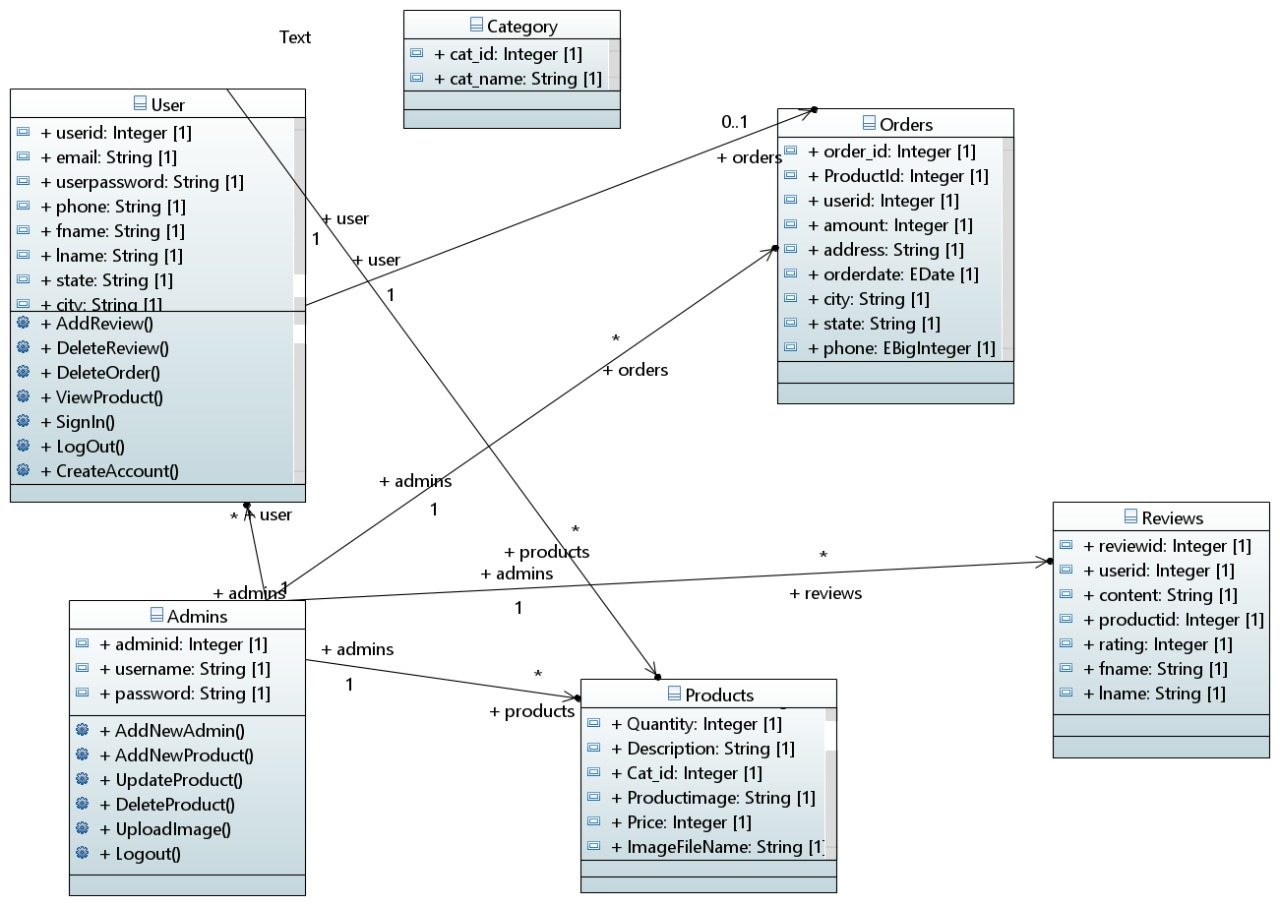 Text
Category
+ cat_id: Integer [1]
+ cat_name: String [1]
User
+ userid: Integer [1]
+ email: String [1]
+ userpassword: String [1]
+ phone: String [1]
+ fname: String [1]
+ lname: String [1]
+ state: String [1]
+ city: String [1]
+ AddReview()
+ DeleteReview()
+ DeleteOrder()
+ ViewProduct()
+ SignIn()
+ LogOut()
+ CreateAccount()
0..1
+ orders
Orders
+ order_id: Integer [1]
+ ProductId: Integer [1]
+ userid: Integer [1]
+ amount: Integer [1]
+ address: String [1]
+ orderdate: EDate [1]
+ city: String [1]
+ state: String [1]
+ phone: EBigInteger [1]
+ user
1
+ user
1
*
+ orders
+ admins
1
* + user
*
+ products
+ admins
1
*
+ reviews
+ admins
1
Reviews
+ reviewid: Integer [1]
+ userid: Integer [1]
+ content: String [1]
+ productid: Integer [1]
+ rating: Integer [1]
+ fname: String [1]
+ lname: String [1]
Admins
+ adminid: Integer [1]
+ username: String [1]
+ password: String [1]
+ AddNewAdmin()
+ AddNewProduct()
+ UpdateProduct()
+ DeleteProduct()
+ UploadImage()
+ Logout()
+ admins
1
*
+ products
Products
+ Quantity: Integer [1]
+ Description: String [1]
+ Cat_id: Integer [1]
+ Productimage: String [1]
+ Price: Integer [1]
+ ImageFileName: String [1]